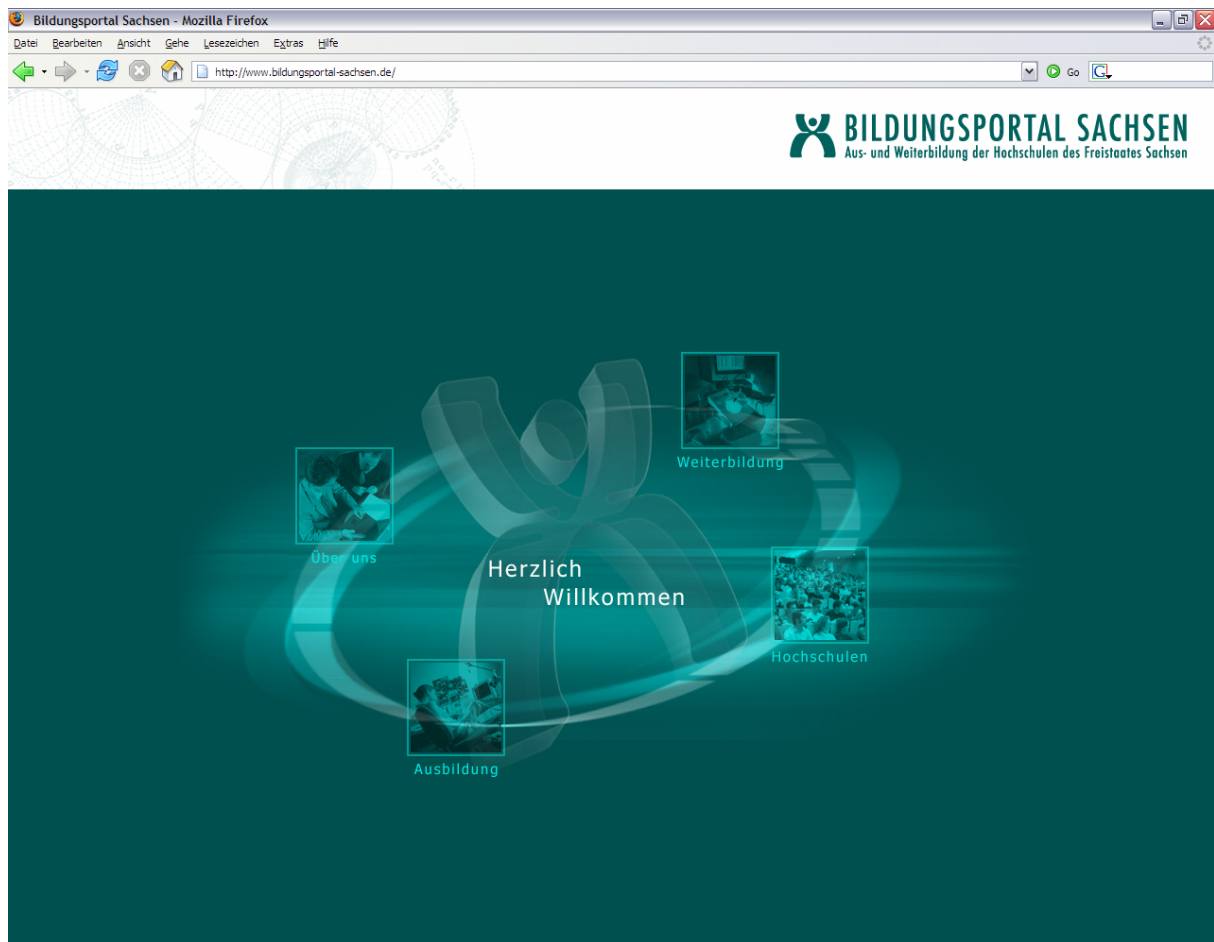 Bildungsportal Sachsen - Mozilla Firefox
Datei Bearbeiten Ansicht Gehe Lesezeichen Extras Hilfe
http://www.bildungsportal-sachsen.de/ Go G
BILDUNGSPORTAL SACHSEN
Aus- und Weiterbildung der Hochschulen des Freistaates Sachsen
Weiterbildung
Über uns
Herzlich
Willkommen
Hochschulen
Ausbildung